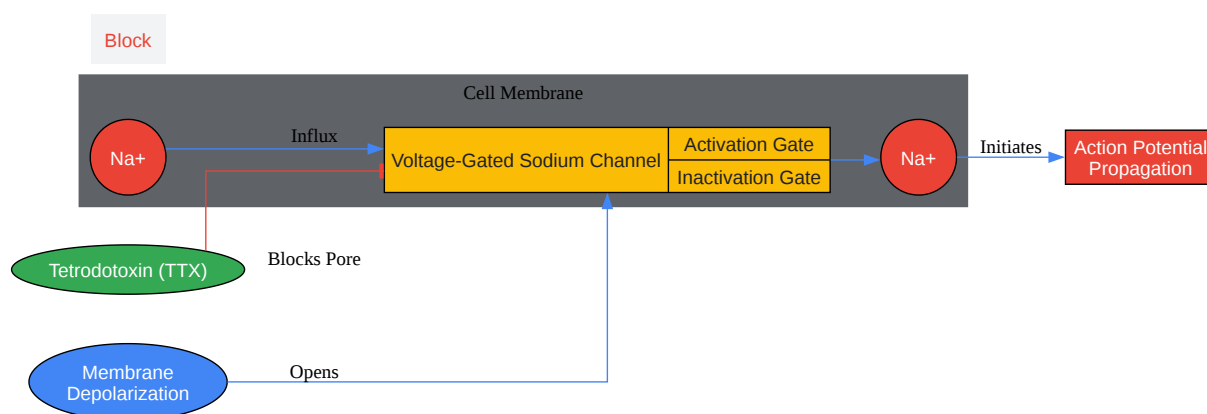 Block
Cell Membrane
Na+
Influx
Voltage-Gated Sodium Channel
Activation Gate
Inactivation Gate
Na+
Initiates
Action Potential
Propagation
Tetrodotoxin (TTX)
Blocks Pore
Membrane
Depolarization
Opens